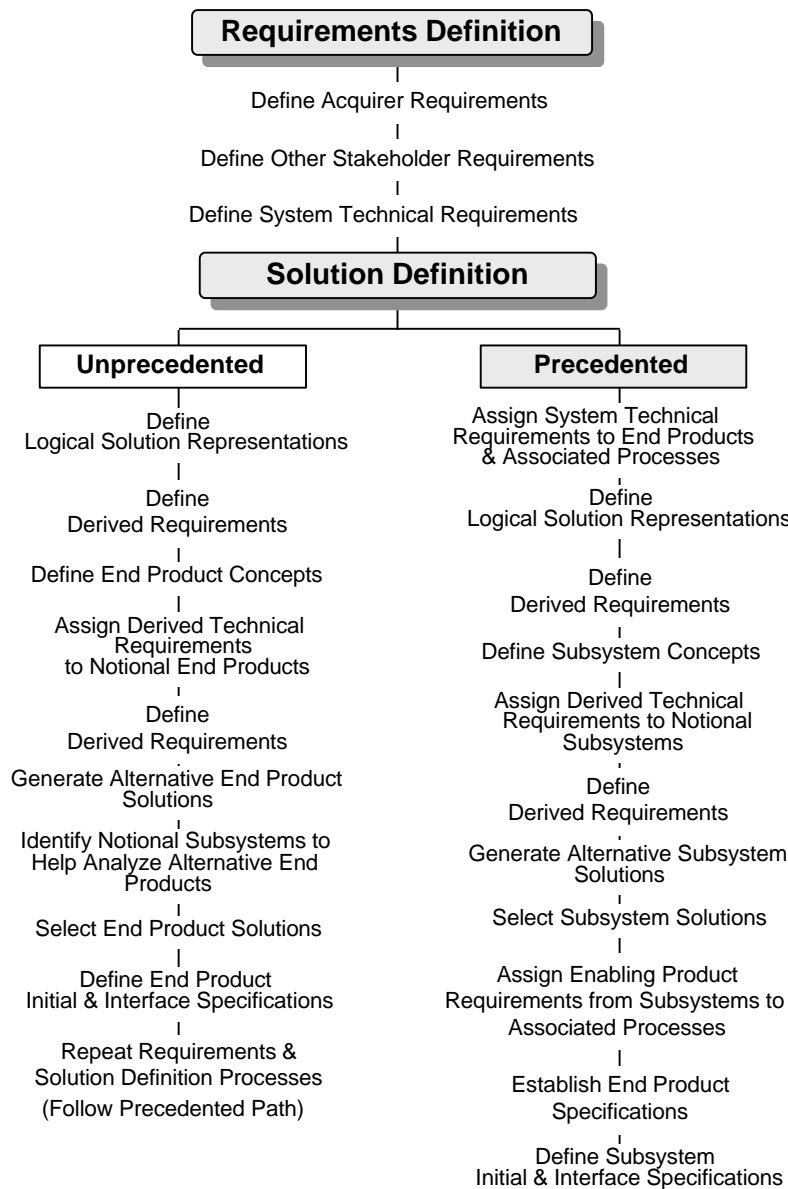 Requirements Definition
Define Acquirer Requirements
Define Other Stakeholder Requirements
Define System Technical Requirements
Solution Definition
Unprecedented
Define
Logical Solution Representations
Define
Derived Requirements
Define End Product Concepts
Assign Derived Technical
Requirements
to Notional End Products
Define
Derived Requirements
Generate Alternative End Product
Solutions
Identify Notional Subsystems to
Help Analyze Alternative End
Products
Select End Product Solutions
Define End Product
Initial & Interface Specifications
Repeat Requirements &
Solution Definition Processes
(Follow Precedented Path)
Precedented
Assign System Technical
Requirements to End Products
& Associated Processes
Define
Logical Solution Representations
Define
Derived Requirements
Define Subsystem Concepts
Assign Derived Technical
Requirements to Notional
Subsystems
Define
Derived Requirements
Generate Alternative Subsystem
Solutions
Select Subsystem Solutions
Assign Enabling Product
Requirements from Subsystems to
Associated Processes
Establish End Product
Specifications
Define Subsystem
Initial & Interface Specifications